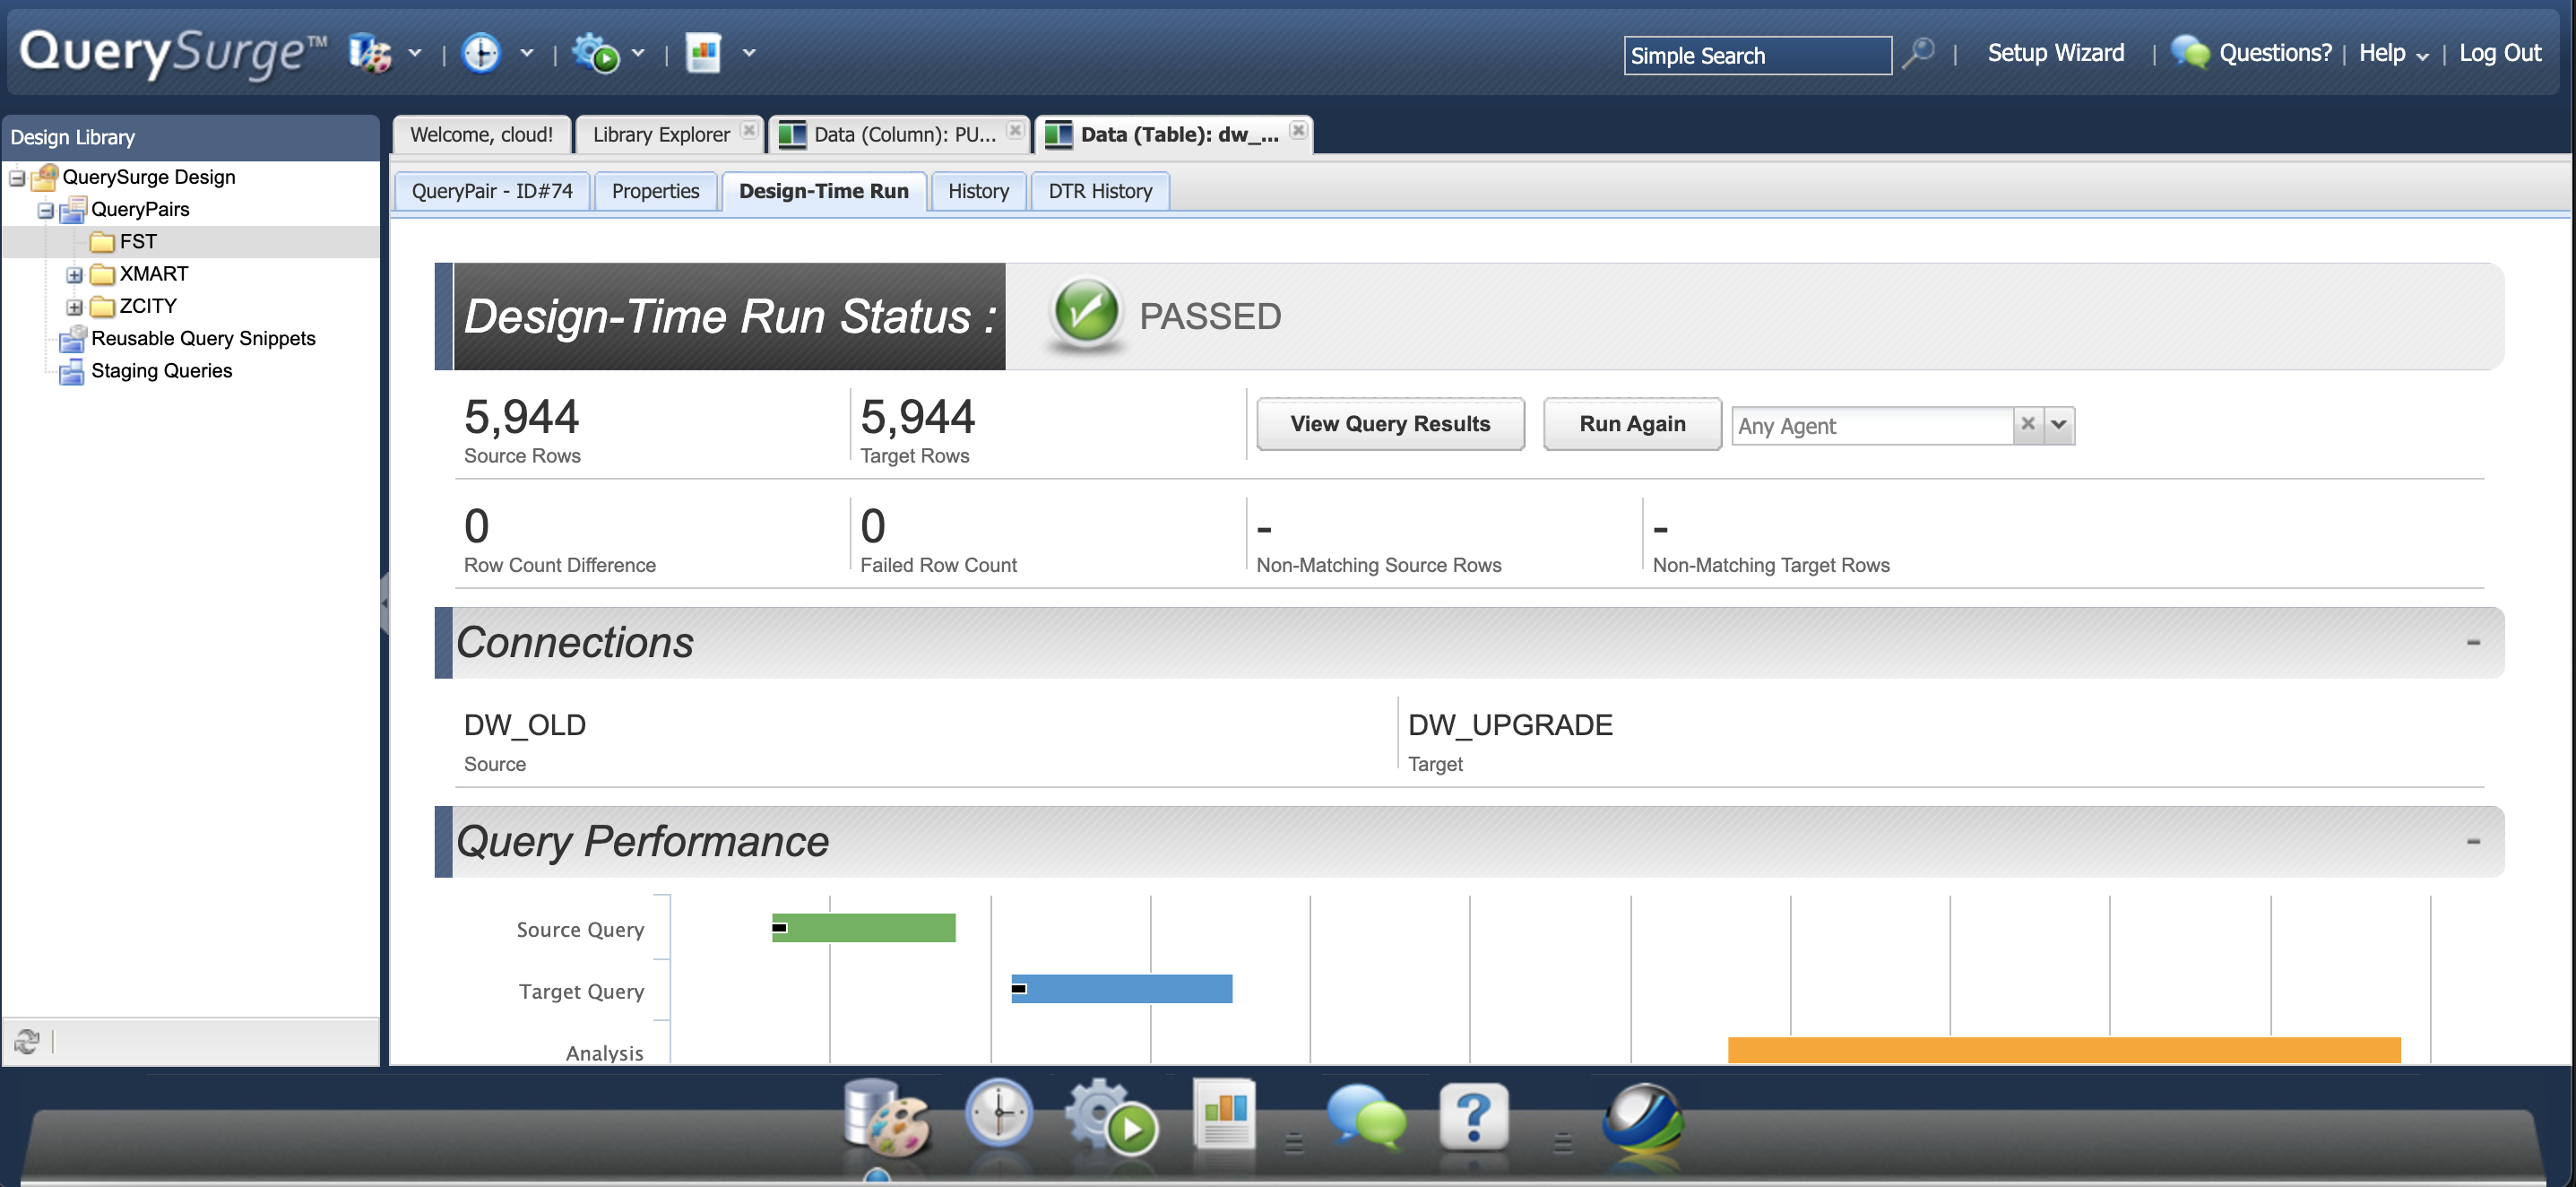 QuerySurge™
Simple Search
Setup Wizard
Questions?
Help
Log Out
Design Library
QuerySurge Design
QueryPairs
FST
XMART
ZCITY
Reusable Query Snippets
Staging Queries
Welcome, cloud!
Library Explorer
Data (Column): PU...
Data (Table): dw_...
QueryPair - ID#74
Properties
Design-Time Run
History
DTR History
Design-Time Run Status :
PASSED
5,944
Source Rows
5,944
Target Rows
View Query Results
Run Again
Any Agent
0
Row Count Difference
0
Failed Row Count
-
Non-Matching Source Rows
-
Non-Matching Target Rows
Connections
DW_OLD
Source
DW_UPGRADE
Target
Query Performance
Source Query
Target Query
Analysis